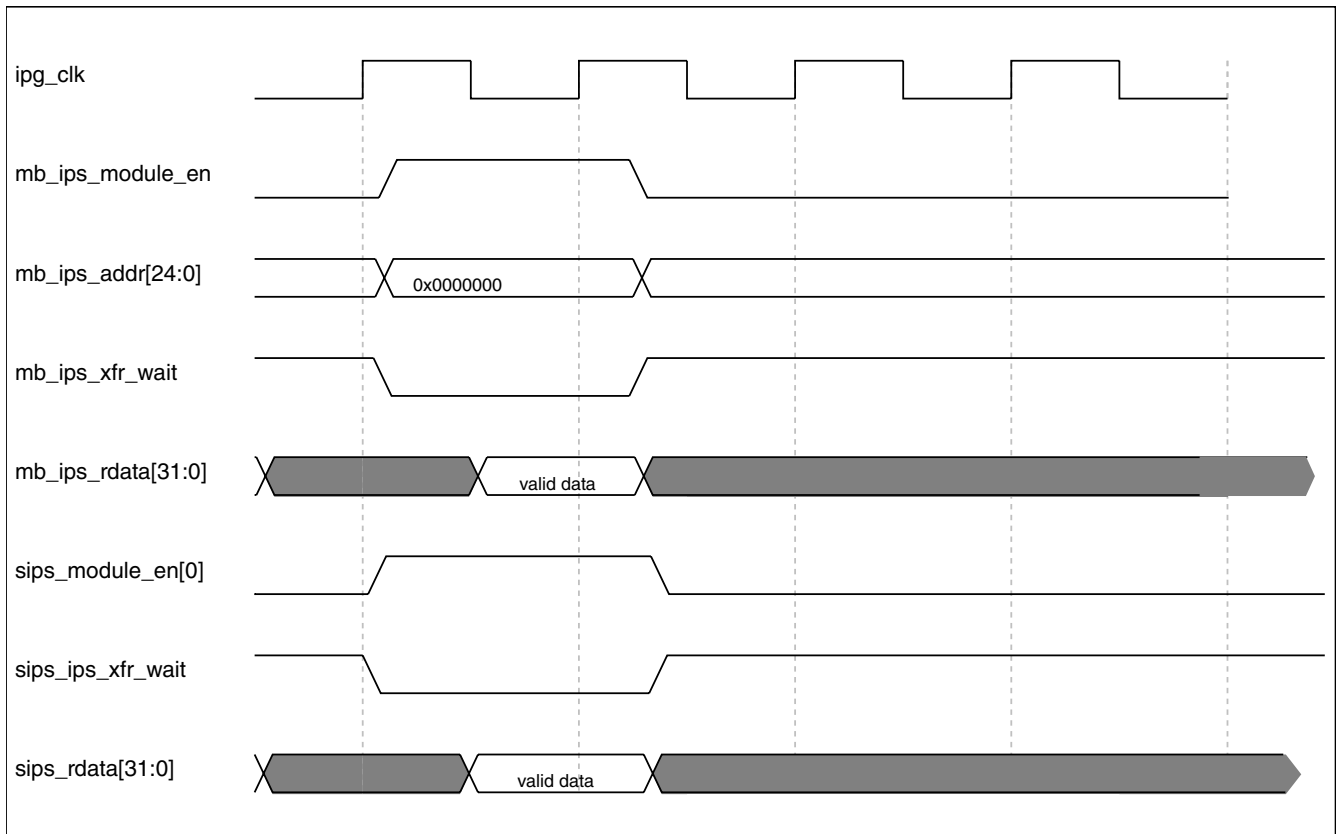 ipg_clk
mb_ips_module_en
mb_ips_addr[24:0]
0x0000000
mb_ips_xfr_wait
mb_ips_rdata[31:0]
valid data
sips_module_en[0]
sips_ips_xfr_wait
sips_rdata[31:0]
valid data